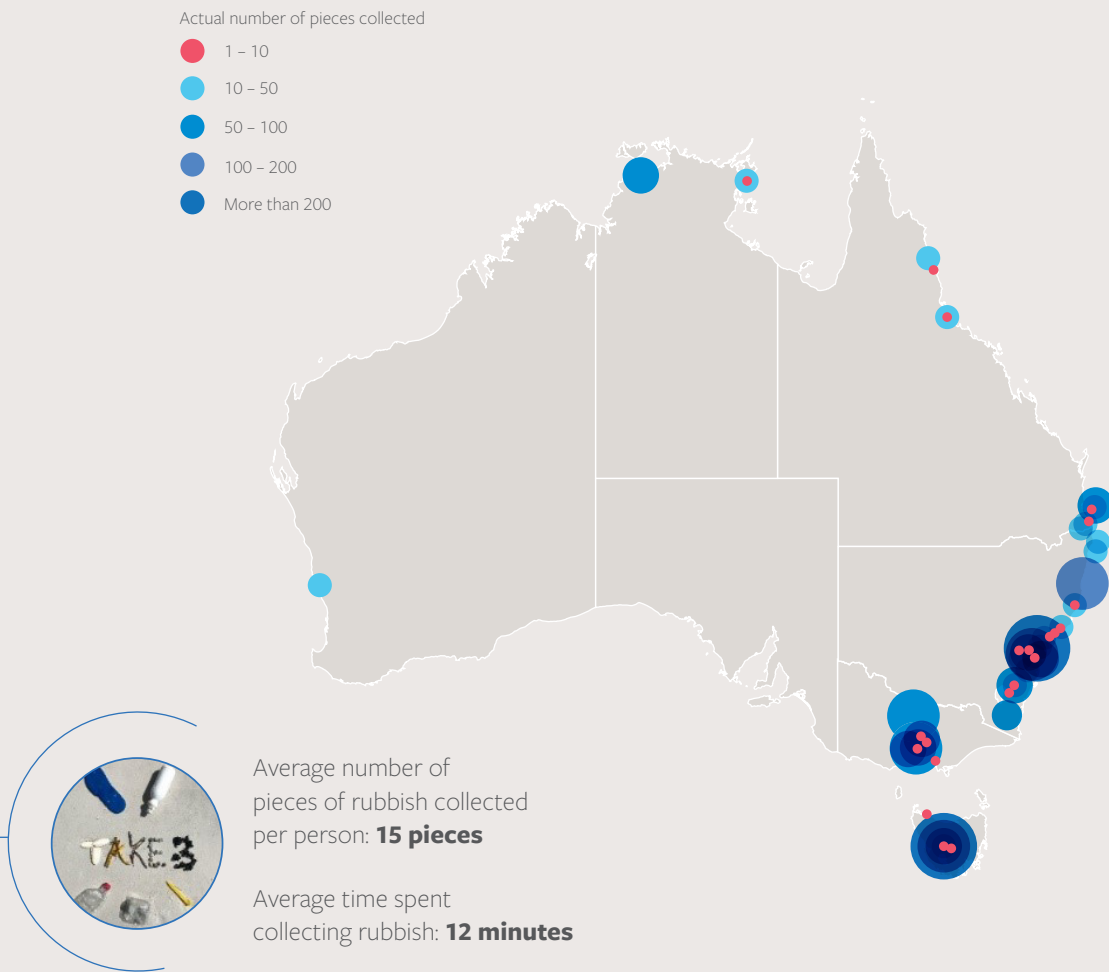 Actual number of pieces collected
1 – 10
10 – 50
50 – 100
100 – 200
More than 200
TAKE 3
Average number of
pieces of rubbish collected
per person: 15 pieces
Average time spent
collecting rubbish: 12 minutes